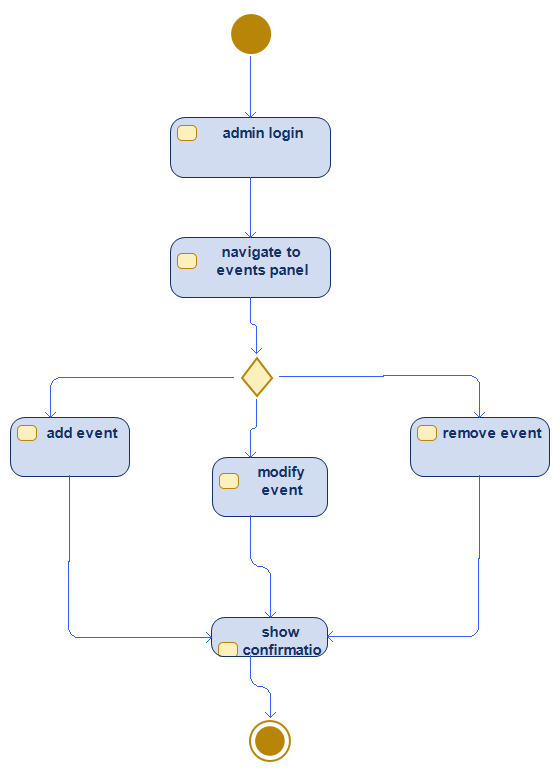 admin login
navigate to
events panel
add event
remove event
modify
event
show
confirmatio